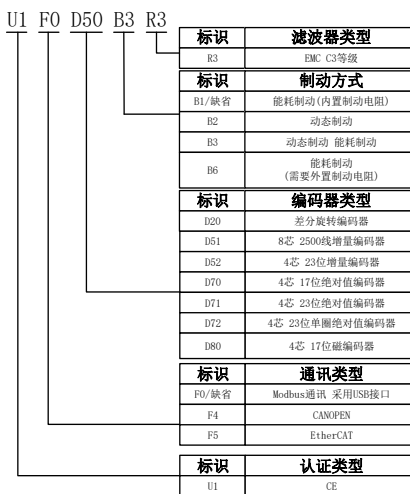 U1 F0 D50 B3 R3
标识 滤波器类型
R3 EMC C3等级
标识 制动方式
B1/缺省 能耗制动(内置制动电阻)
B2 动态制动
B3 动态制动 能耗制动
B6 能耗制动
(需要外置制动电阻)
标识 编码器类型
D20 差分旋转编码器
D51 8芯 2500线增量编码器
D52 4芯 23位增量编码器
D70 4芯 17位绝对值编码器
D71 4芯 23位绝对值编码器
D72 4芯 23位单圈绝对值编码器
D80 4芯 17位磁编码器
标识 通讯类型
F0/缺省 Modbus通讯 采用USB接口
F4 CANOPEN
F5 EtherCAT
标识 认证类型
U1 CE